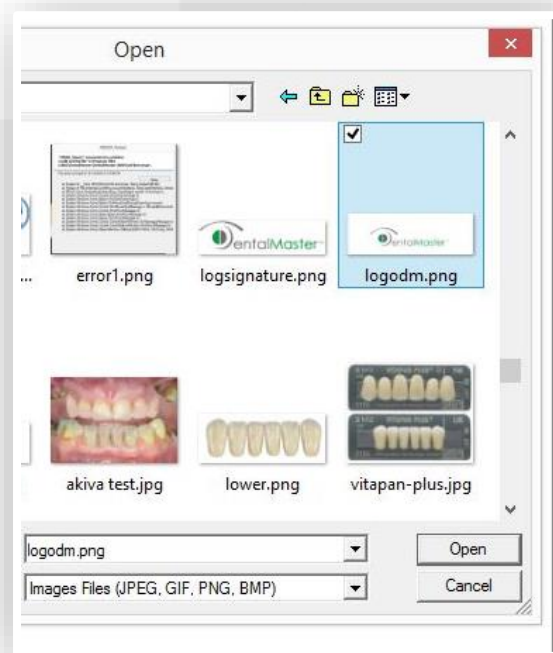 Open
... error1.png logsignature.png logodm.png
DentalMaster DentalMaster
akiva test.jpg lower.png vitapan-plus.jpg
logodm.png Open
Images Files (JPEG, GIF, PNG, BMP) Cancel